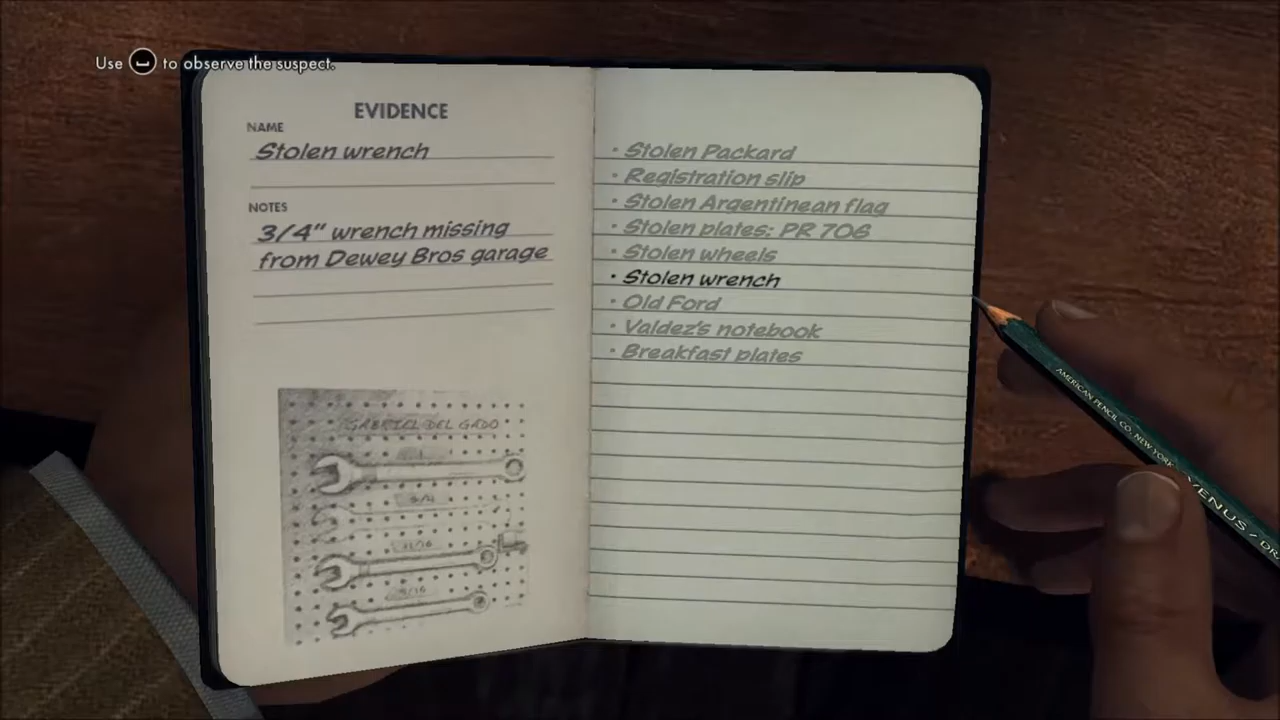 Use to observe the suspect.
EVIDENCE
NAME
Stolen wrench
NOTES
3/4" wrench missing
from Dewey Bros garage
GABRIEL DEL GADO
• Stolen Packard
• Registration slip
• Stolen Argentinean flag
• Stolen plates: PR 706
• Stolen wheels
• Stolen wrench
• Old Ford
• Valdez's notebook
• Breakfast plates
AMERICAN PENCIL CO. NEW YORK
VENUS